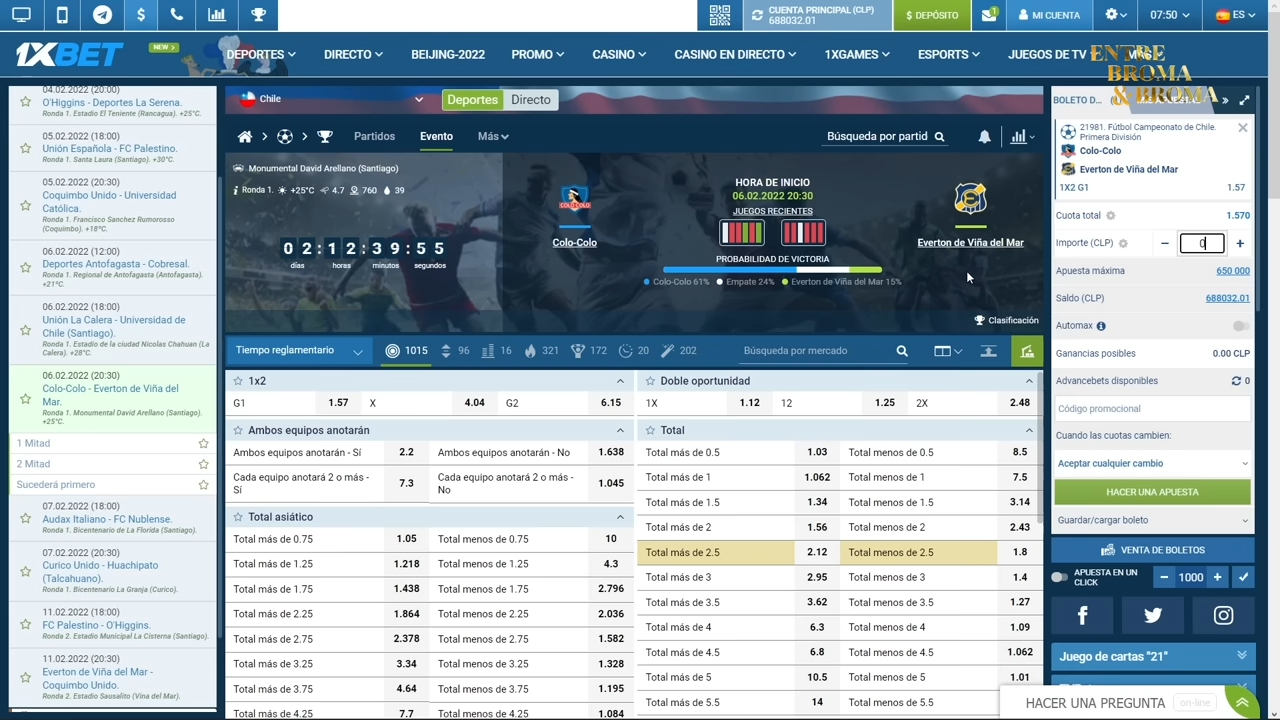 CUENTA PRINCIPAL (CLP)
688032.01
$ DEPÓSITO
MI CUENTA
07:50
ES
1XBET
NEW >
DEPORTES
DIRECTO
BEIJING-2022
PROMO
CASINO
CASINO EN DIRECTO
1XGAMES
ESPORTS
JUEGOS DE TV
ENTRE
BROMA
& BROMA
04.02.2022 (20:00)
O'Higgins - Deportes La Serena.
Ronda 1. Estadio El Teniente (Rancagua). +25°C.
05.02.2022 (18:00)
Unión Española - FC Palestino.
Ronda 1. Santa Laura (Santiago). +30°C.
05.02.2022 (20:30)
Coquimbo Unido - Universidad
Católica.
Ronda 1. Francisco Sanchez Rumorosso
(Coquimbo). +18°C.
06.02.2022 (12:00)
Deportes Antofagasta - Cobresal.
Ronda 1. Regional de Antofagasta (Antofagasta).
+21°C.
06.02.2022 (18:00)
Unión La Calera - Universidad de
Chile (Santiago).
Ronda 1. Estadio de la ciudad Nicolas Chahuan (La
Calera). +28°C.
06.02.2022 (20:30)
Colo-Colo - Everton de Viña del
Mar.
Ronda 1. Monumental David Arellano (Santiago).
+25°C.
1 Mitad
2 Mitad
Sucederá primero
07.02.2022 (18:00)
Audax Italiano - FC Nublense.
Ronda 1. Bicentenario de La Florida (Santiago).
07.02.2022 (20:30)
Curico Unido - Huachipato
(Talcahuano).
Ronda 1. Bicentenario La Granja (Curico).
11.02.2022 (18:00)
FC Palestino - O'Higgins.
Ronda 2. Estadio Municipal La Cisterna (Santiago).
11.02.2022 (20:30)
Everton de Viña del Mar -
Coquimbo Unido.
Ronda 2. Estadio Sausalito (Vina del Mar).
Chile
Deportes
Directo
Partidos
Evento
Más
Búsqueda por partid
Monumental David Arellano (Santiago)
Ronda 1. +25°C 4.7 760 39
02:12:39:55
días horas minutos segundos
COLO COLO
Colo-Colo
HORA DE INICIO
06.02.2022 20:30
JUEGOS RECIENTES
PROBABILIDAD DE VICTORIA
Colo-Colo 61% Empate 24% Everton de Viña del Mar 15%
Everton de Viña del Mar
Clasificación
Tiempo reglamentario
1015
96
16
321
172
20
202
Búsqueda por mercado
1x2
G1 1.57 X 4.04 G2 6.15
Ambos equipos anotarán
Ambos equipos anotarán - Sí 2.2 Ambos equipos anotarán - No 1.638
Cada equipo anotará 2 o más - Sí 7.3 Cada equipo anotará 2 o más - No 1.045
Total asiático
Total más de 0.75 1.05 Total menos de 0.75 10
Total más de 1.25 1.218 Total menos de 1.25 4.3
Total más de 1.75 1.438 Total menos de 1.75 2.796
Total más de 2.25 1.864 Total menos de 2.25 2.036
Total más de 2.75 2.378 Total menos de 2.75 1.582
Total más de 3.25 3.34 Total menos de 3.25 1.328
Total más de 3.75 4.64 Total menos de 3.75 1.195
Total más de 4.25 7.7 Total menos de 4.25 1.084
Doble oportunidad
1X 1.12 12 1.25 2X 2.48
Total
Total más de 0.5 1.03 Total menos de 0.5 8.5
Total más de 1 1.062 Total menos de 1 7.5
Total más de 1.5 1.34 Total menos de 1.5 3.14
Total más de 2 1.56 Total menos de 2 2.43
Total más de 2.5 2.12 Total menos de 2.5 1.8
Total más de 3 2.95 Total menos de 3 1.4
Total más de 3.5 3.62 Total menos de 3.5 1.27
Total más de 4 6.3 Total menos de 4 1.09
Total más de 4.5 6.8 Total menos de 4.5 1.062
Total más de 5 10.5 Total menos de 5 1.01
Total más de 5.5 14
BOLETO D...
21981. Fútbol Campeonato de Chile.
Primera División
Colo-Colo
Everton de Viña del Mar
1X2 G1 1.57
Cuota total 1.570
Importe (CLP) − 0 +
Apuesta máxima 650 000
Saldo (CLP) 688032.01
Automax
Ganancias posibles 0.00 CLP
Advancebets disponibles 0
Código promocional
Cuando las cuotas cambien:
Aceptar cualquier cambio
HACER UNA APUESTA
Guardar/cargar boleto
VENTA DE BOLETOS
APUESTA EN UN
CLICK
− 1000 +
Juego de cartas "21"
HACER UNA PREGUNTA
on-line